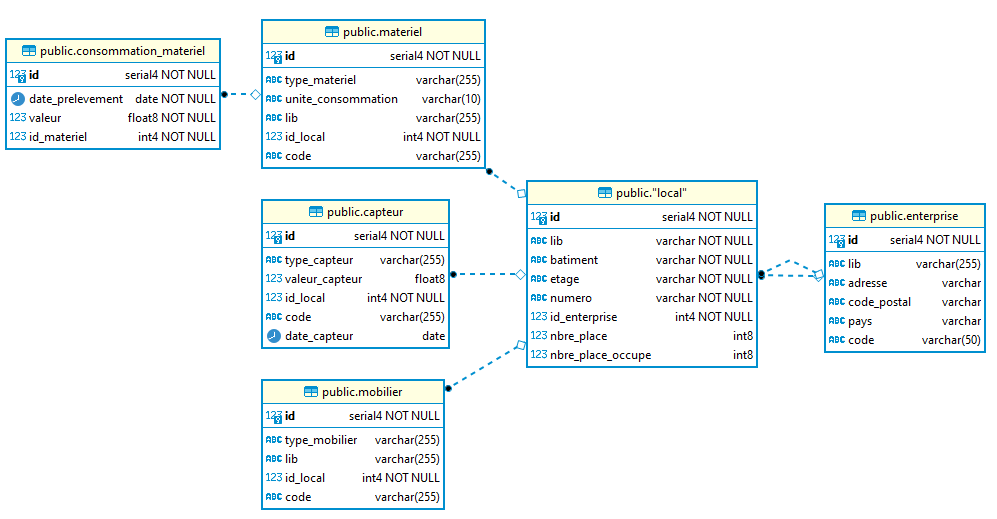 public.consommation_materiel
123 id serial4 NOT NULL
date_prelevement date NOT NULL
123 valeur float8 NOT NULL
123 id_materiel int4 NOT NULL
public.materiel
123 id serial4 NOT NULL
ABC type_materiel varchar(255)
ABC unite_consommation varchar(10)
ABC lib varchar(255)
123 id_local int4 NOT NULL
ABC code varchar(255)
public.capteur
123 id serial4 NOT NULL
ABC type_capteur varchar(255)
123 valeur_capteur float8
123 id_local int4 NOT NULL
ABC code varchar(255)
date_capteur date
public.mobilier
123 id serial4 NOT NULL
ABC type_mobilier varchar(255)
ABC lib varchar(255)
123 id_local int4 NOT NULL
ABC code varchar(255)
public."local"
123 id serial4 NOT NULL
ABC lib varchar NOT NULL
ABC batiment varchar NOT NULL
ABC etage varchar NOT NULL
ABC numero varchar NOT NULL
123 id_enterprise int4 NOT NULL
123 nbre_place int8
123 nbre_place_occupe int8
public.enterprise
123 id serial4 NOT NULL
ABC lib varchar(255)
ABC adresse varchar
ABC code_postal varchar
ABC pays varchar
ABC code varchar(50)